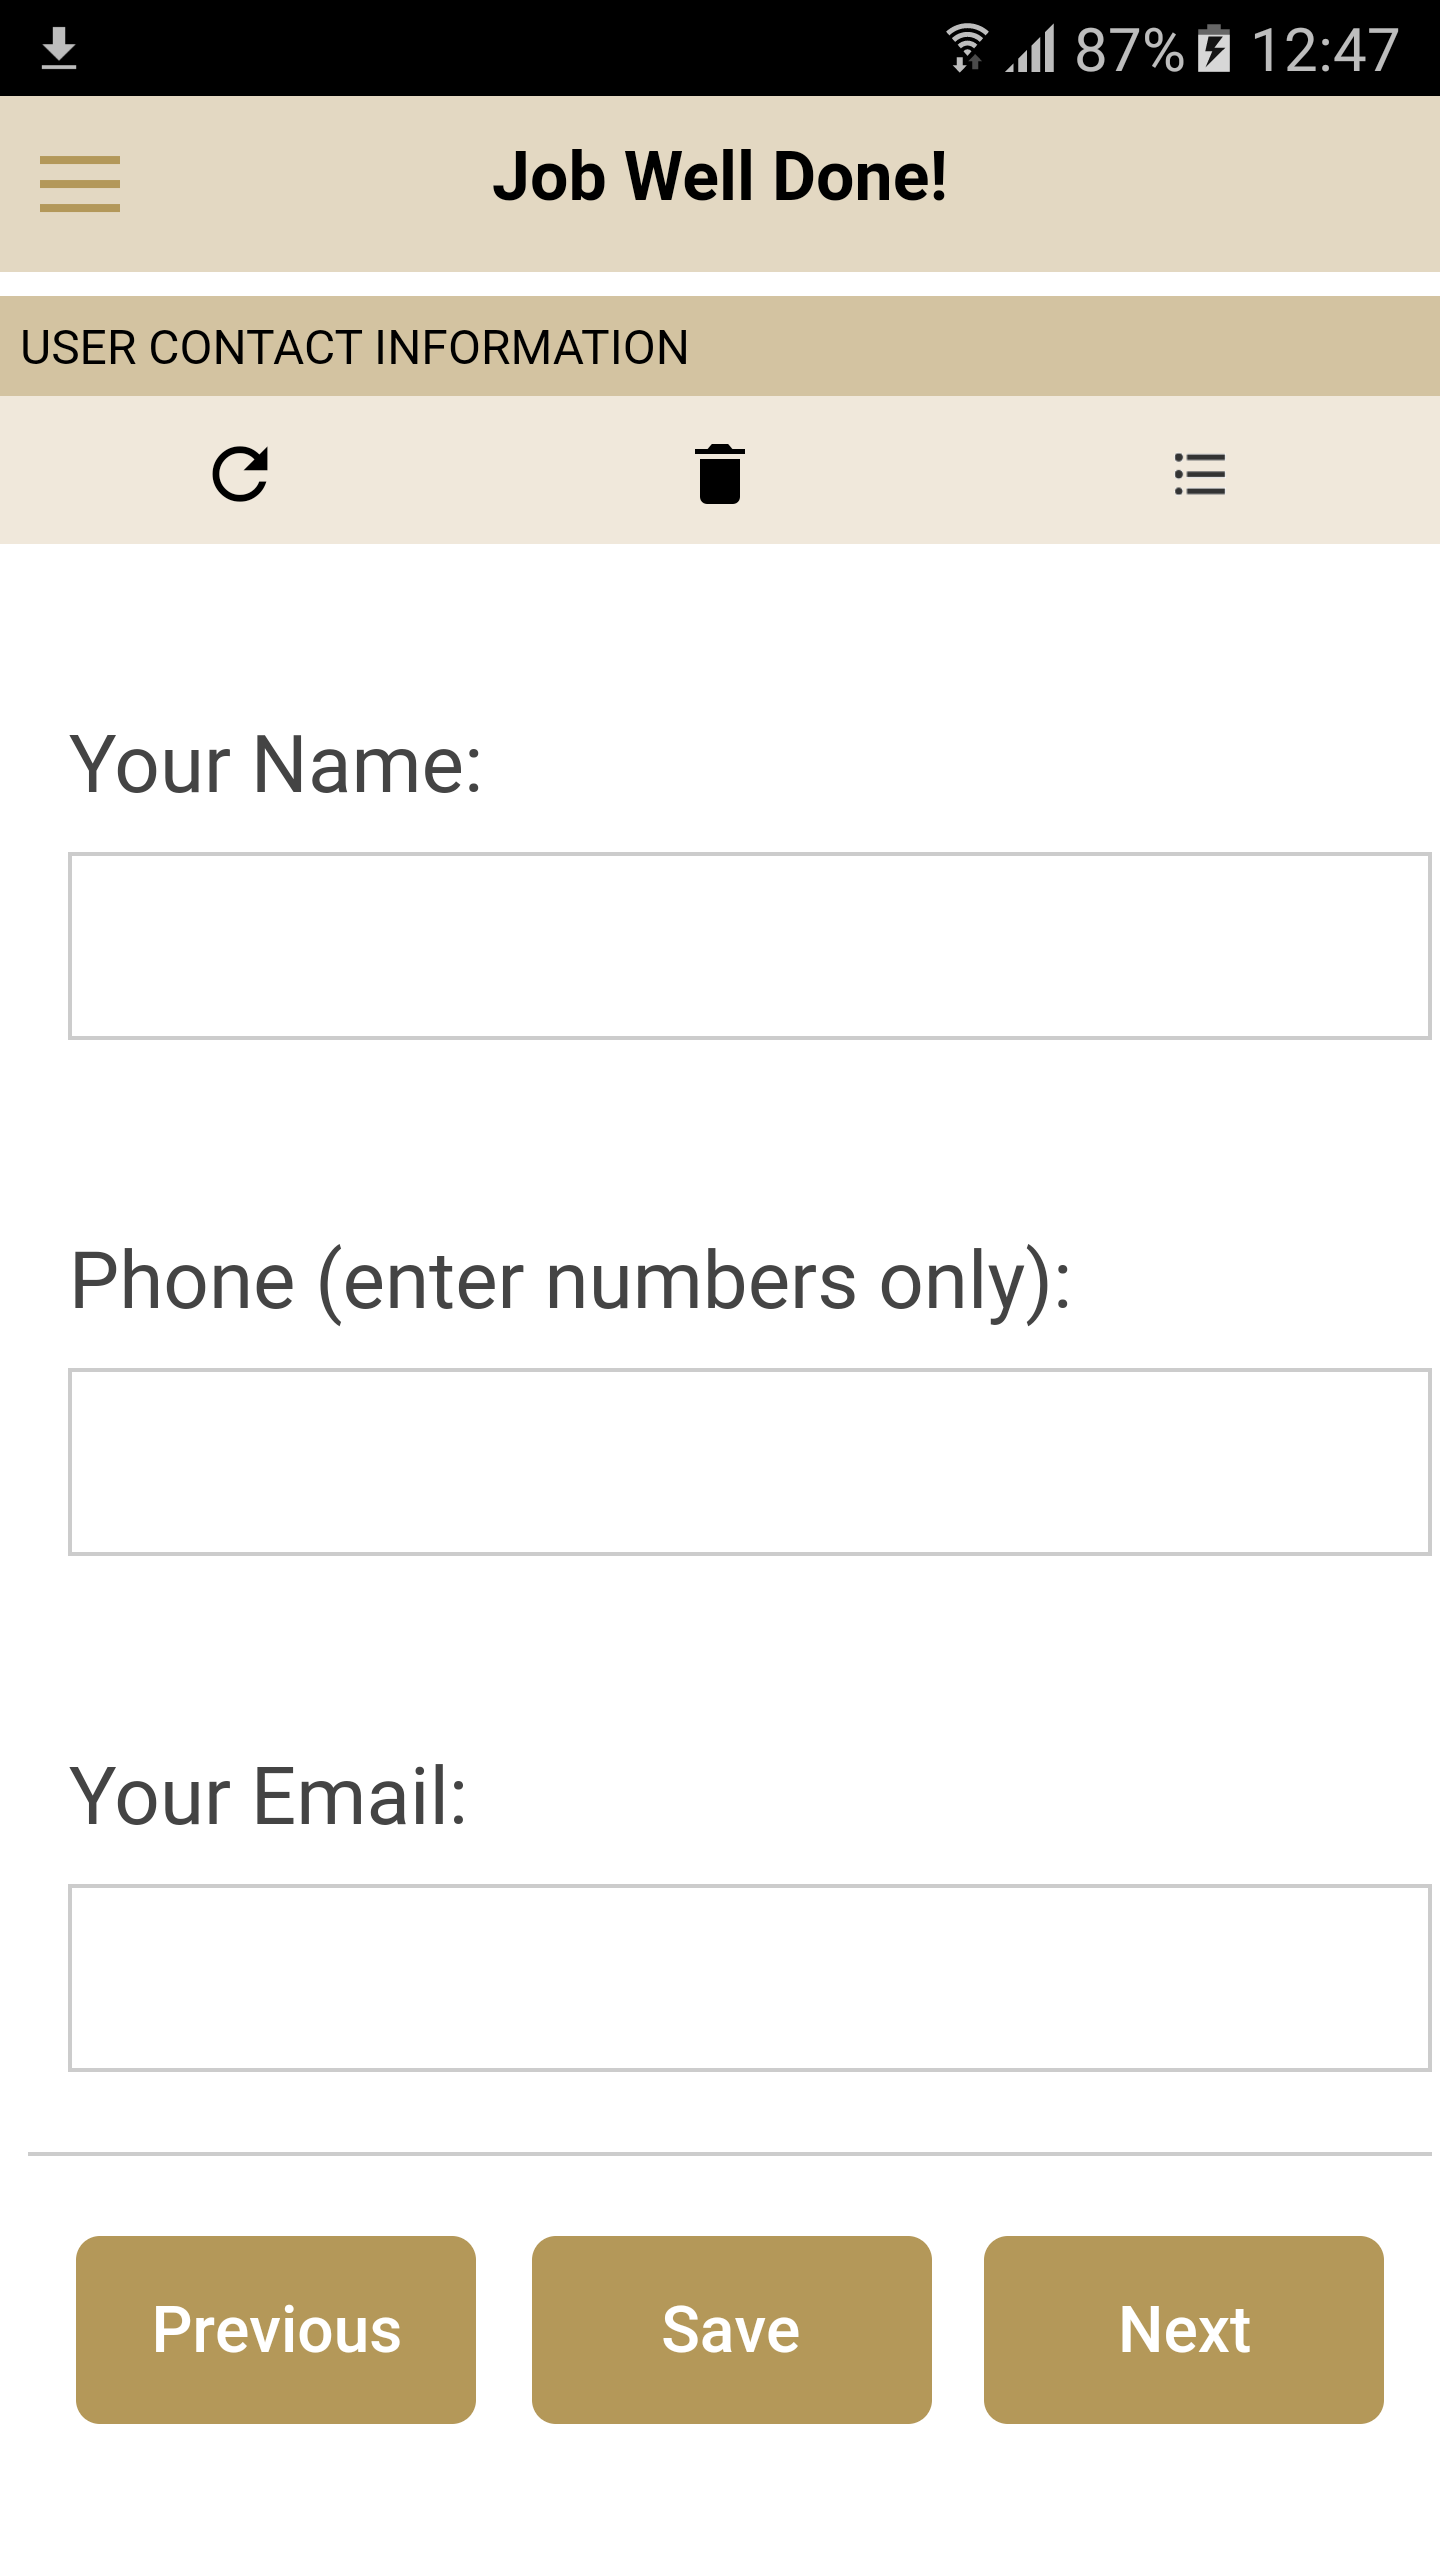 87% 12:47
Job Well Done!
USER CONTACT INFORMATION
Your Name:
Phone (enter numbers only):
Your Email:
Previous Save Next